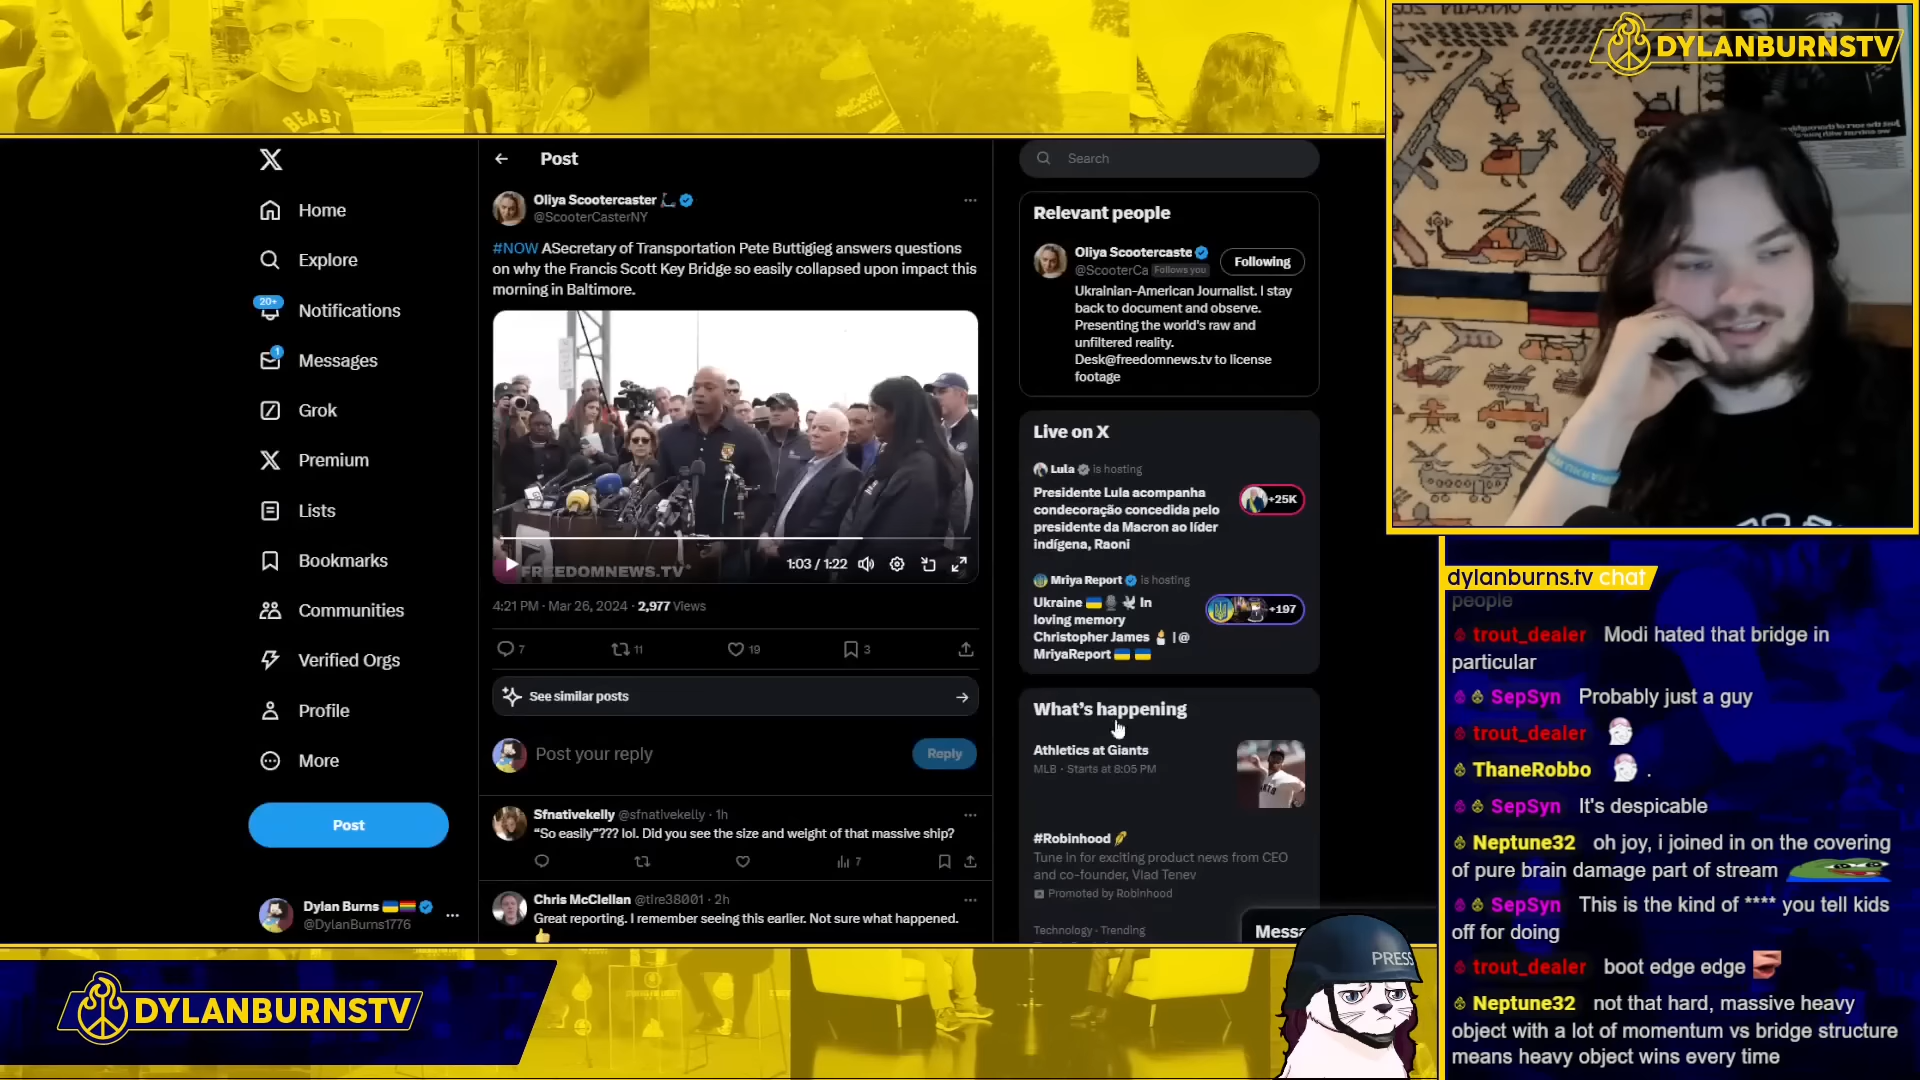 BEAST
DYLANBURNSTV
X
Home
Explore
20+
Notifications
1
Messages
Grok
Premium
Lists
Bookmarks
Communities
Verified Orgs
Profile
More
Post
Dylan Burns
@DylanBurns1776
Post
Oliya Scootercaster
@ScooterCasterNY
#NOW ASecretary of Transportation Pete Buttigieg answers questions
on why the Francis Scott Key Bridge so easily collapsed upon impact this
morning in Baltimore.
1:03 / 1:22
FREEDOMNEWS.TV
4:21 PM · Mar 26, 2024 · 2,977 Views
7
11
19
3
See similar posts
Post your reply
Reply
Sfnativekelly @sfnativekelly · 1h
“So easily”??? lol. Did you see the size and weight of that massive ship?
7
Chris McClellan @tire38001 · 2h
Great reporting. I remember seeing this earlier. Not sure what happened.
Search
Relevant people
Oliya Scootercaste
@ScooterCa Follows you
Following
Ukrainian-American Journalist. I stay
back to document and observe.
Presenting the world's raw and
unfiltered reality.
Desk@freedomnews.tv to license
footage
Live on X
Lula is hosting
Presidente Lula acompanha
condecoração concedida pelo
presidente da Macron ao líder
indígena, Raoni
+25K
Mriya Report is hosting
Ukraine In
loving memory
Christopher James | @
MriyaReport
+197
What's happening
Athletics at Giants
MLB · Starts at 8:05 PM
#Robinhood
Tune in for exciting product news from CEO
and co-founder, Vlad Tenev
Promoted by Robinhood
Technology · Trending
Messa
PRESS
DYLANBURNSTV
dylanburns.tv chat
people
trout_dealer Modi hated that bridge in
particular
SepSyn Probably just a guy
trout_dealer
ThaneRobbo .
SepSyn It's despicable
Neptune32 oh joy, i joined in on the covering
of pure brain damage part of stream
SepSyn This is the kind of **** you tell kids
off for doing
trout_dealer boot edge edge
Neptune32 not that hard, massive heavy
object with a lot of momentum vs bridge structure
means heavy object wins every time